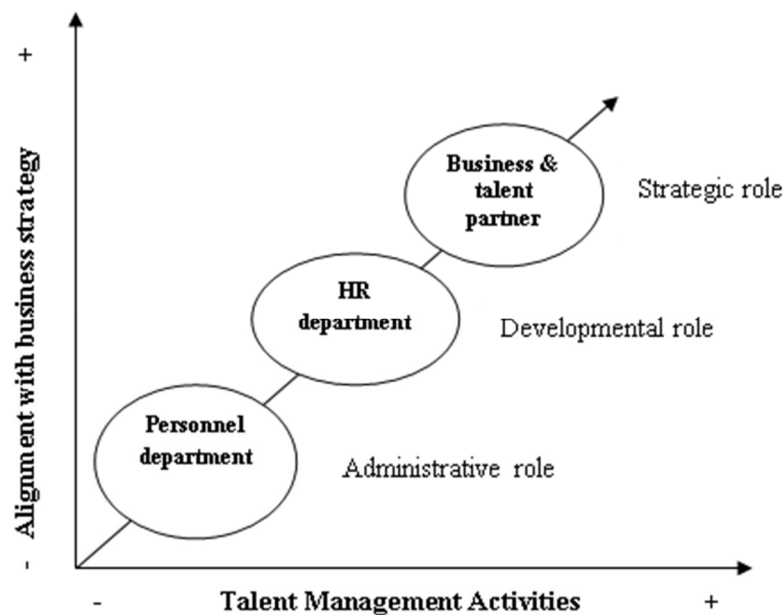 +
Alignment with business strategy
-
Business &
talent
partner
Strategic role
HR
department
Developmental role
Personnel
department
Administrative role
-
Talent Management Activities
+